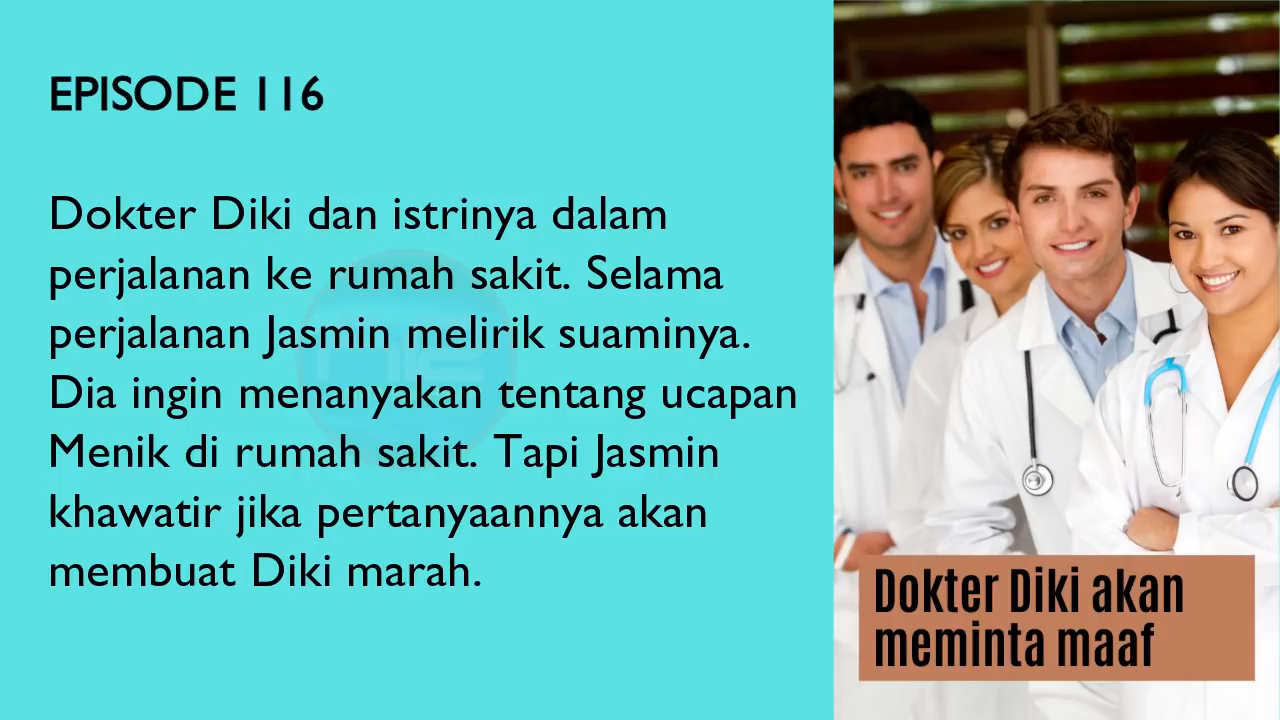 EPISODE 116
Dokter Diki dan istrinya dalam
perjalanan ke rumah sakit. Selama
perjalanan Jasmin melirik suaminya.
Dia ingin menanyakan tentang ucapan
Menik di rumah sakit. Tapi Jasmin
khawatir jika pertanyaannya akan
membuat Diki marah.
Dokter Diki akan
meminta maaf